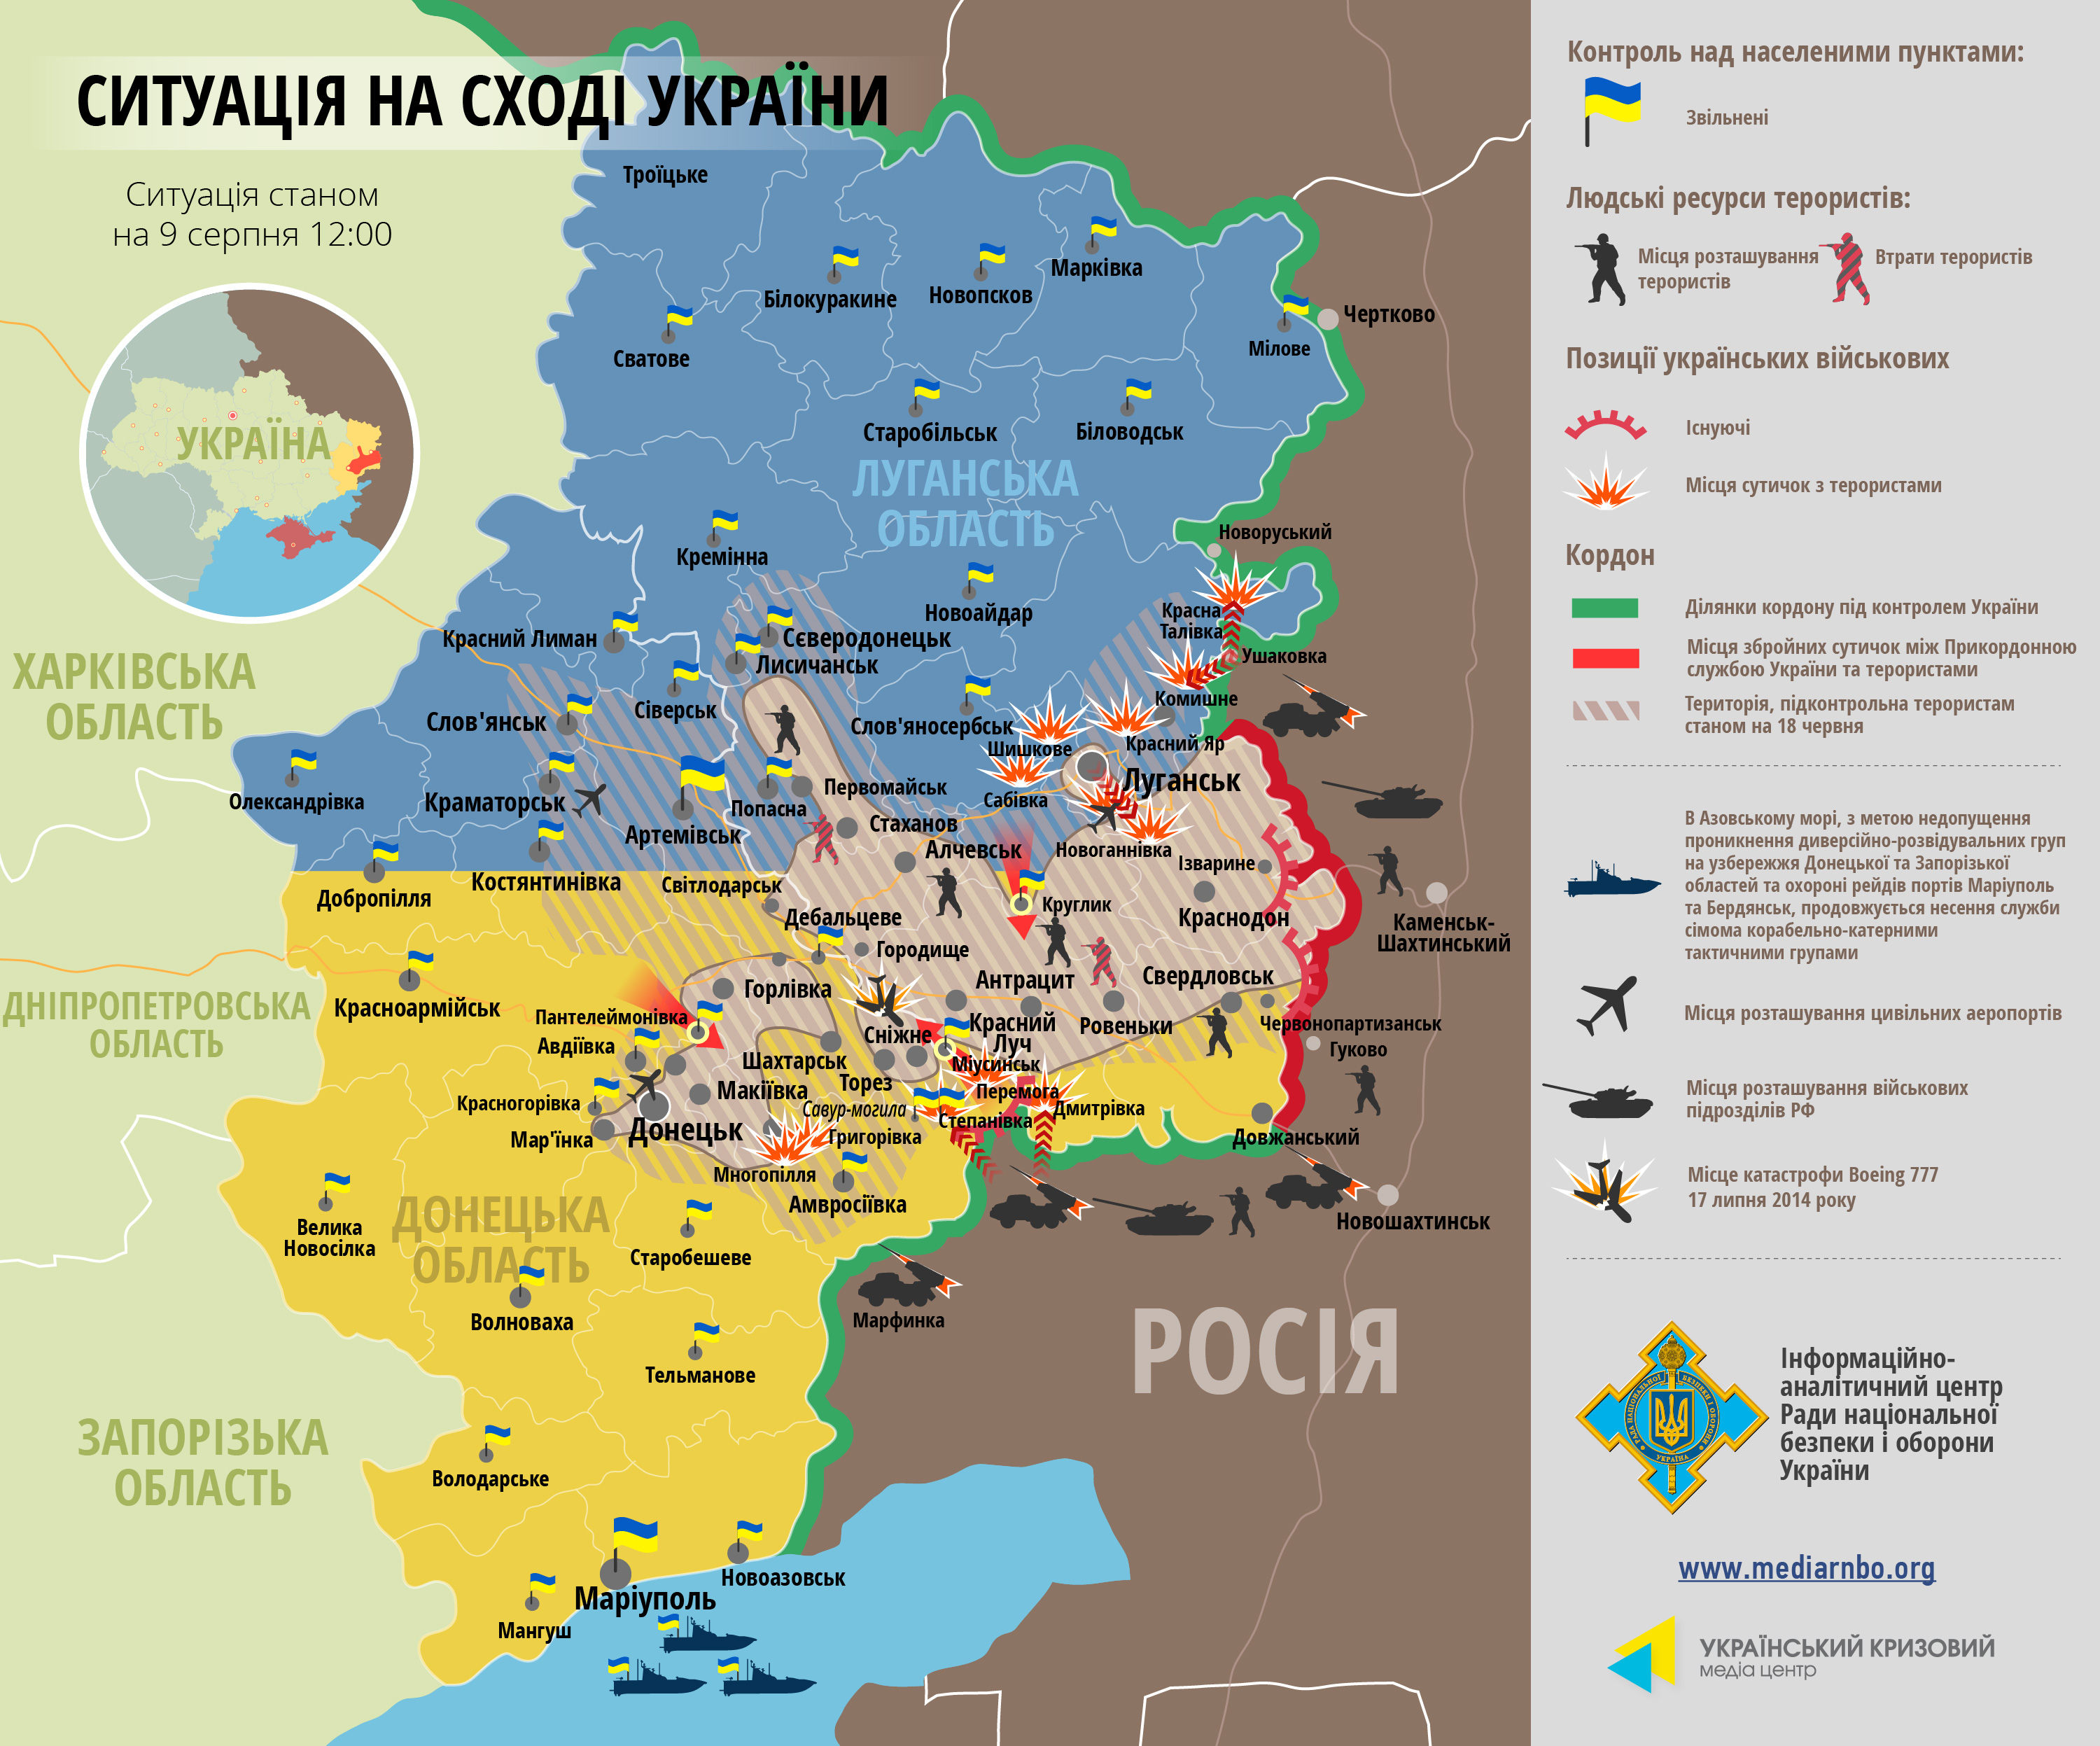 СИТУАЦІЯ НА СХОДІ УКРАЇНИ
Ситуація станом
на 9 серпня 12:00
УКРАЇНА
ХАРКІВСЬКА
ОБЛАСТЬ
ДНІПРОПЕТРОВСЬКА
ОБЛАСТЬ
ЗАПОРІЗЬКА
ОБЛАСТЬ
ЛУГАНСЬКА
ОБЛАСТЬ
ДОНЕЦЬКА
ОБЛАСТЬ
РОСІЯ
Троїцьке
Білокуракине
Новопсков
Марківка
Сватове
Мілове
Чертково
Старобільськ
Біловодськ
Кремінна
Новоруський
Новоайдар
Красна
Талівка
Красний Лиман
Сєверодонецьк
Лисичанськ
Ушаковка
Комишне
Сіверськ
Слов'янськ
Слов'яносербськ
Шишкове
Красний Яр
Луганськ
Сабівка
Олександрівка
Краматорськ
Попасна
Первомайськ
Артемівськ
Стаханов
Алчевськ
Новоганнівка
Ізварине
Добропілля
Костянтинівка
Світлодарськ
Дебальцеве
Круглик
Краснодон
Каменськ-
Шахтинський
Городище
Антрацит
Свердловськ
Красноармійськ
Горлівка
Пантелеймонівка
Авдіївка
Сніжне
Красний
Луч
Ровеньки
Червонопартизанськ
Гуково
Шахтарськ
Міусинськ
Торез
Макіївка
Перемога
Красногорівка
Савур-могила
Дмитрівка
Степанівка
Мар'їнка
Донецьк
Григорівка
Довжанський
Многопілля
Амвросіївка
Новошахтинськ
Велика
Новосілка
Старобешеве
Волноваха
Марфинка
Тельманове
Володарське
Маріуполь
Новоазовськ
Мангуш
Контроль над населеними пунктами:
Звільнені
Людські ресурси терористів:
Місця розташування
терористів
Втрати терористів
Позиції українських військових
Існуючі
Місця сутичок з терористами
Кордон
Ділянки кордону під контролем України
Місця збройних сутичок між Прикордонною
службою України та терористами
Територія, підконтрольна терористам
станом на 18 червня
В Азовському морі, з метою недопущення
проникнення диверсійно-розвідувальних груп
на узбережжя Донецької та Запорізької
областей та охороні рейдів портів Маріуполь
та Бердянськ, продовжується несення служби
сімома корабельно-катерними
тактичними групами
Місця розташування цивільних аеропортів
Місця розташування військових
підрозділів РФ
Місце катастрофи Boeing 777
17 липня 2014 року
РАДА НАЦІОНАЛЬНОЇ БЕЗПЕКИ І ОБОРОНИ
УКРАЇНА
Інформаційно-
аналітичний центр
Ради національної
безпеки і оборони
України
www.mediarnbo.org
УКРАЇНСЬКИЙ КРИЗОВИЙ
медіа центр